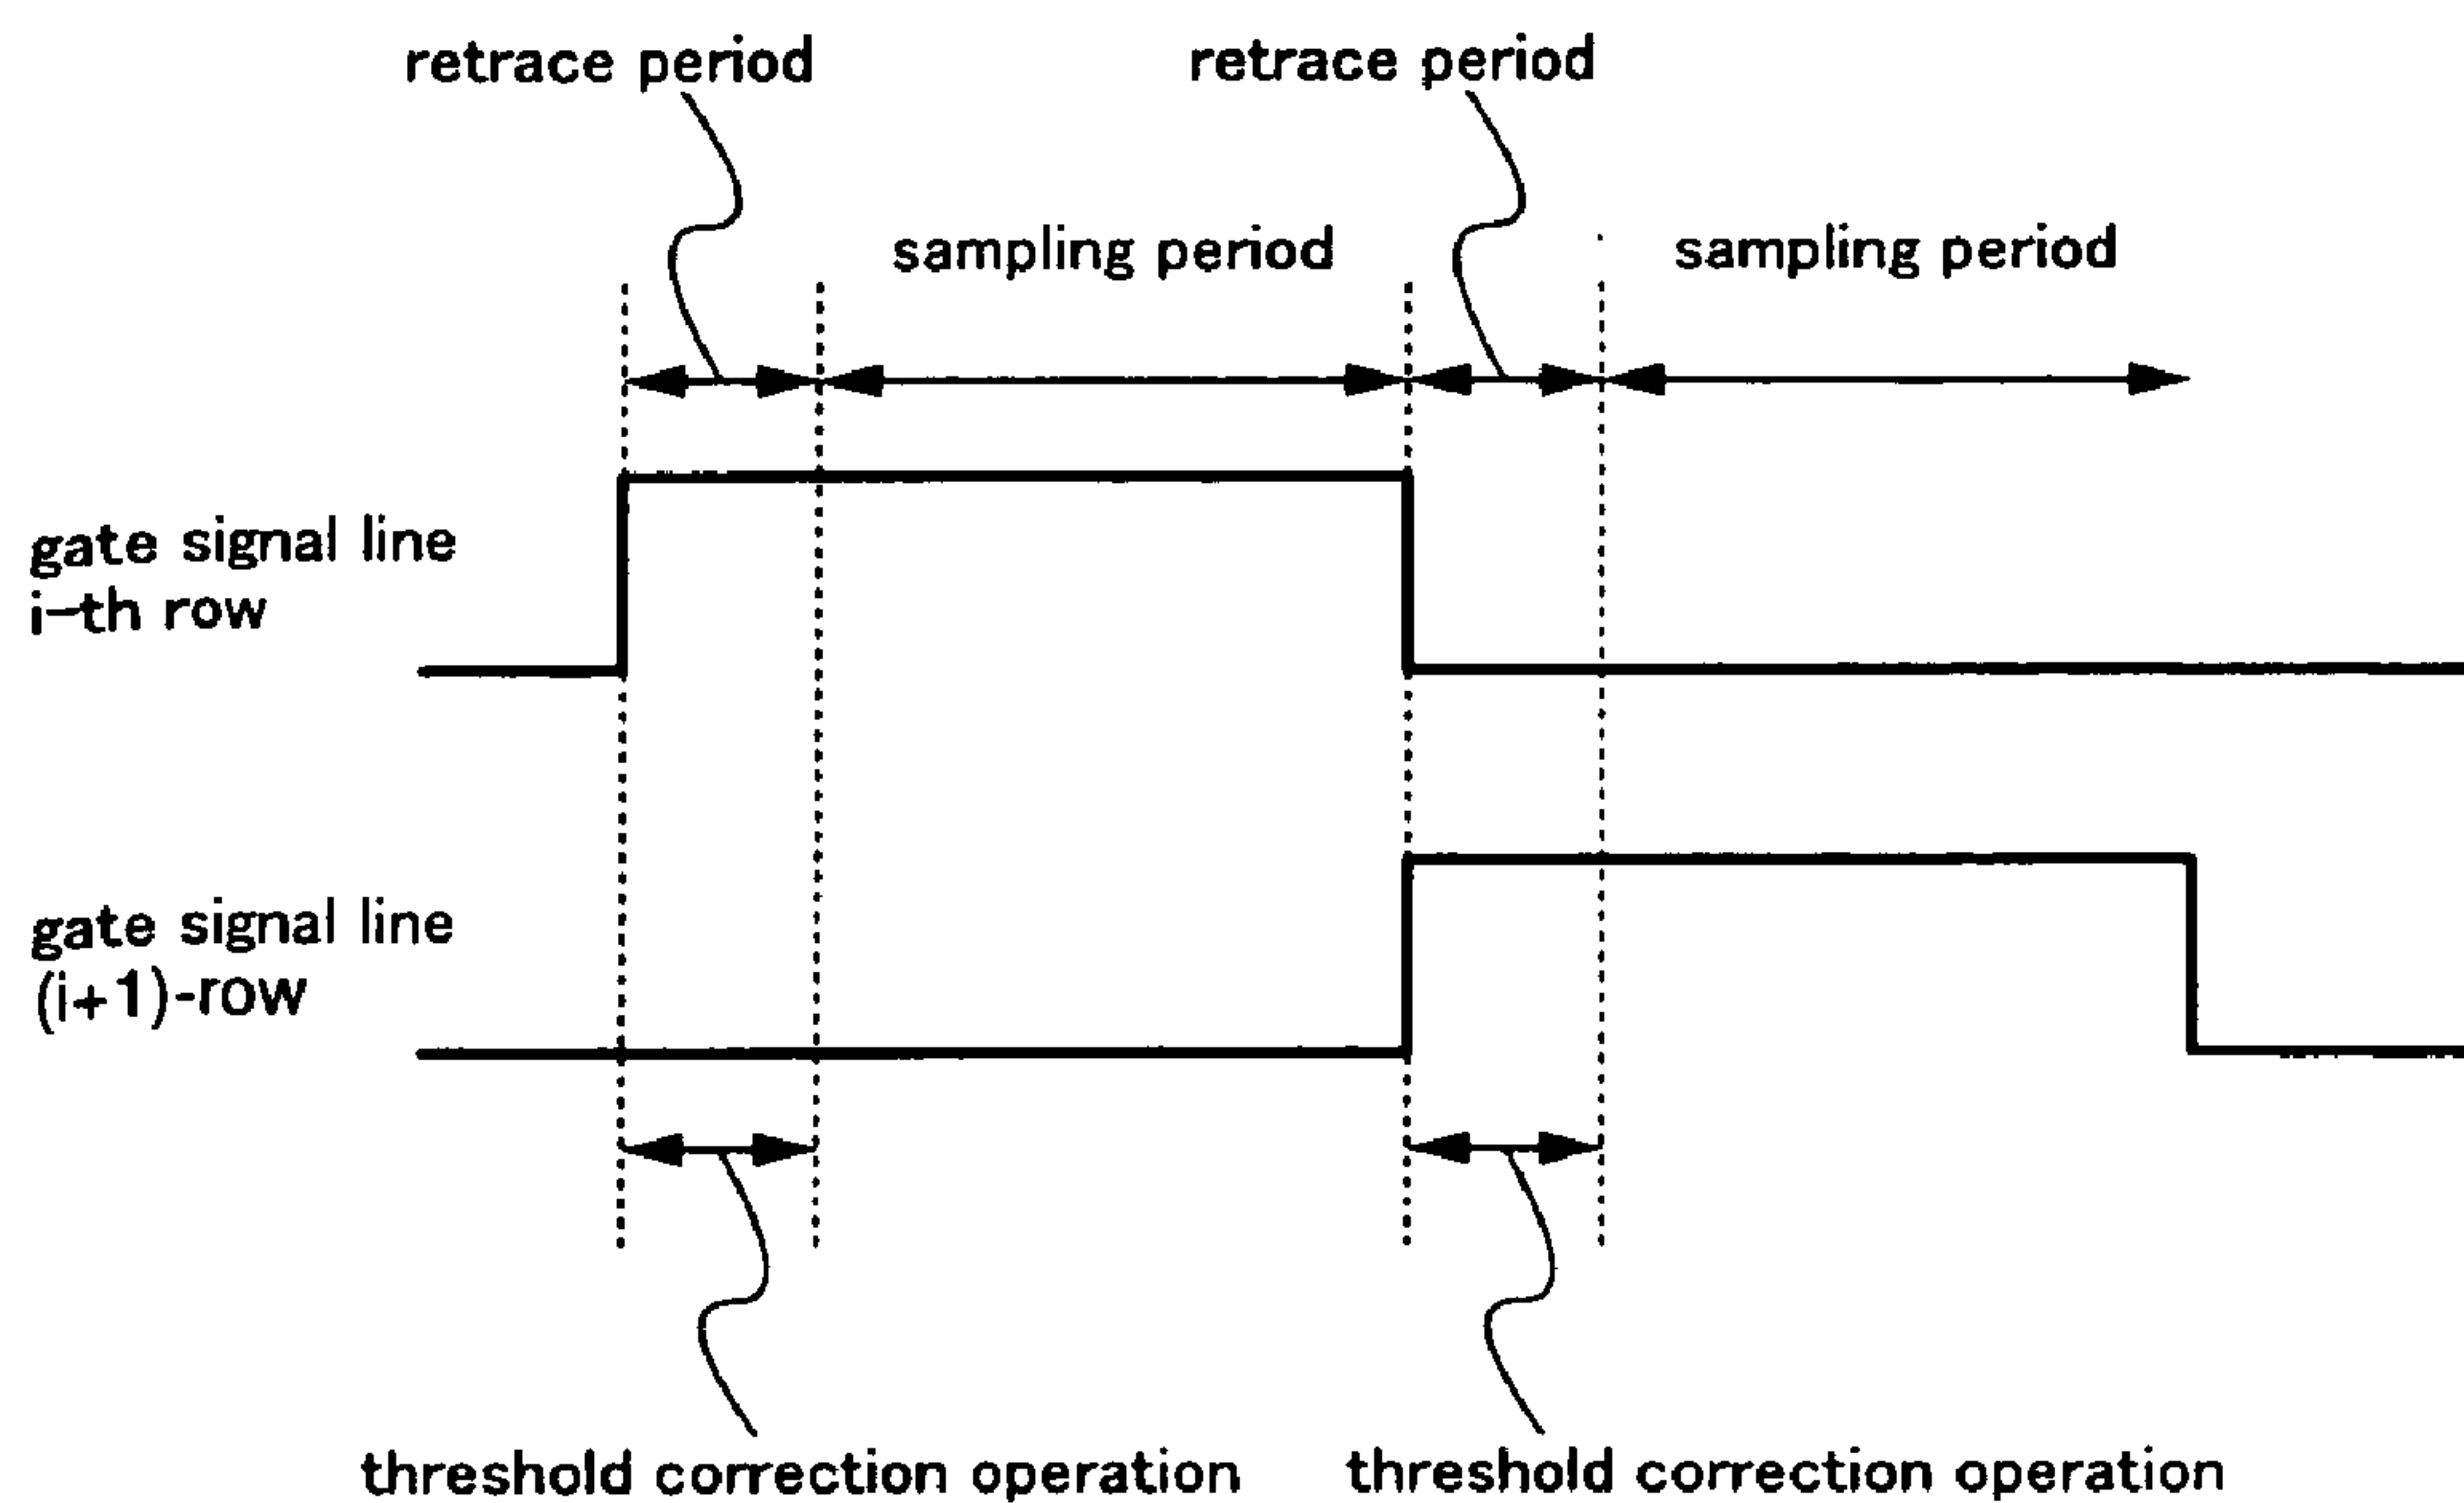 retrace period
retrace period
sampling period
sampling period
gate signal line
i-th row
gate signal line
(i+1)-row
threshold correction operation
threshold correction operation